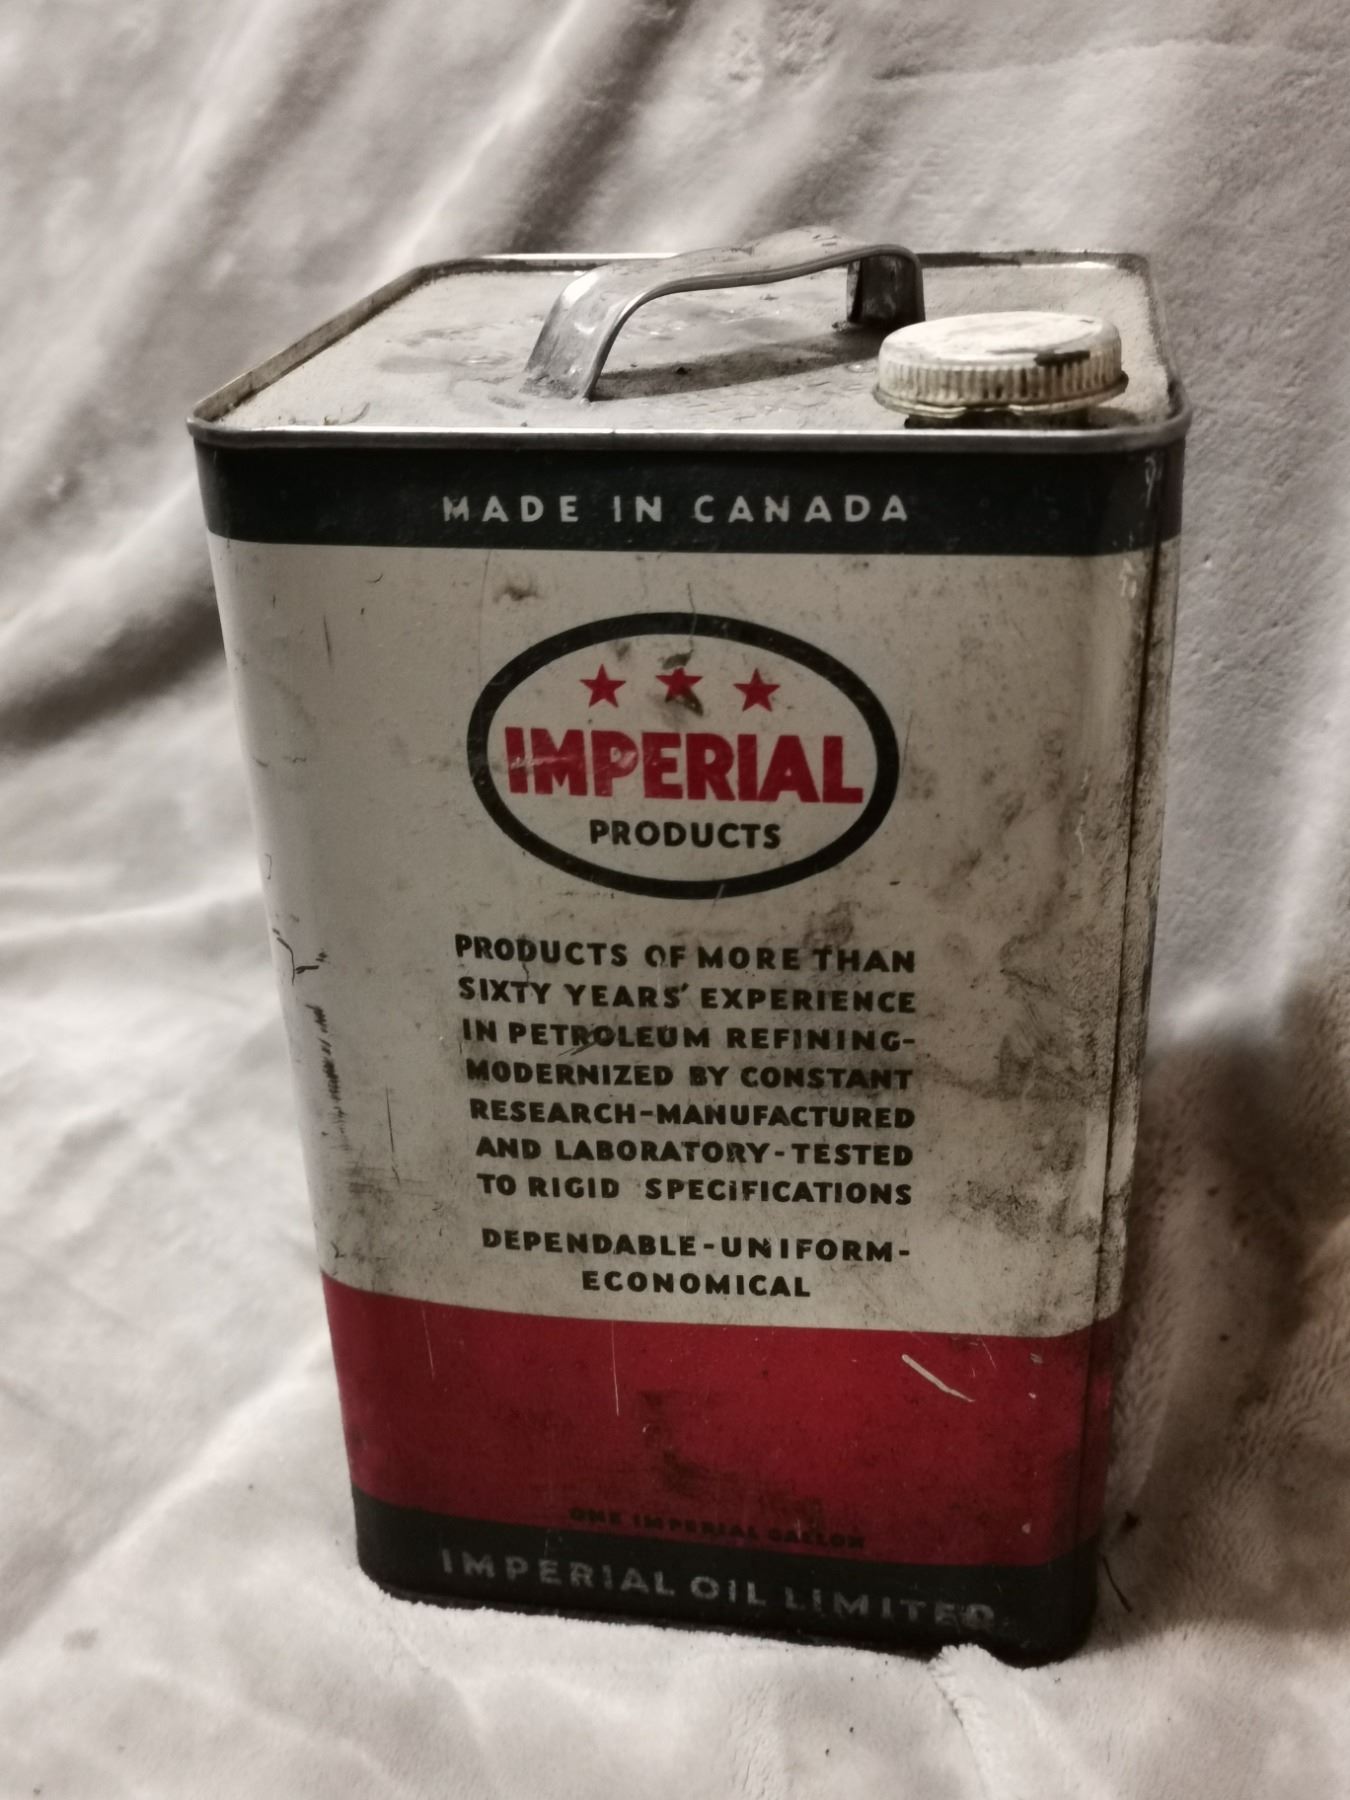 MADE IN CANADA
IMPERIAL
PRODUCTS
PRODUCTS OF MORE THAN
SIXTY YEARS' EXPERIENCE
IN PETROLEUM REFINING-
MODERNIZED BY CONSTANT
RESEARCH-MANUFACTURED
AND LABORATORY-TESTED
TO RIGID SPECIFICATIONS
DEPENDABLE-UNIFORM-
ECONOMICAL
ONE IMPERIAL GALLON
IMPERIAL OIL LIMITED